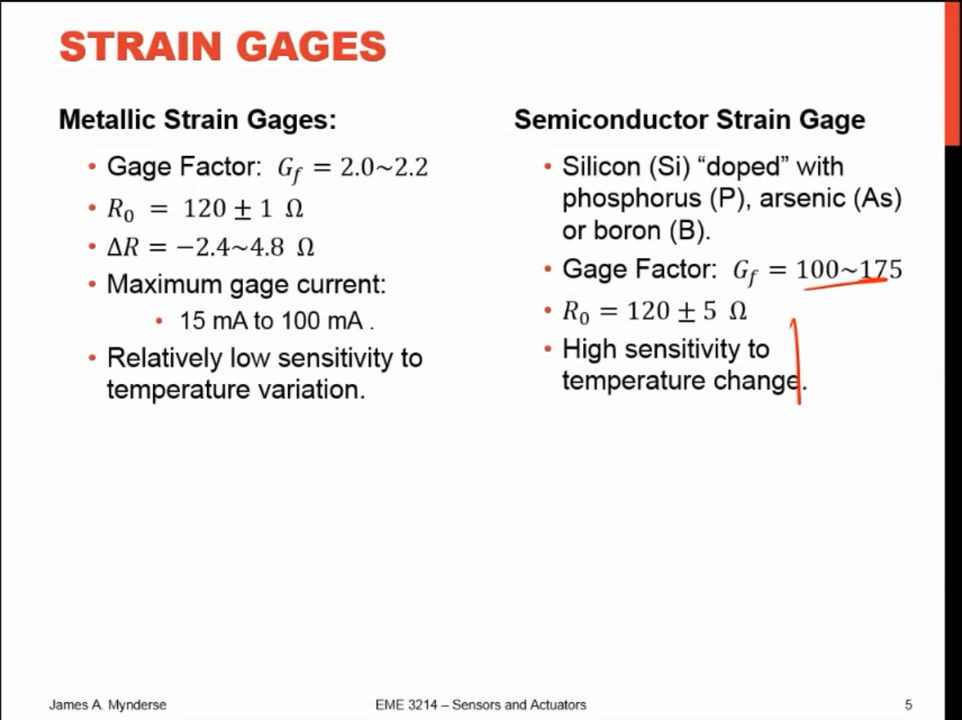 STRAIN GAGES
Metallic Strain Gages:
• Gage Factor: G_f = 2.0~2.2
• R₀ = 120 ± 1 Ω
• ΔR = −2.4~4.8 Ω
• Maximum gage current:
• 15 mA to 100 mA .
• Relatively low sensitivity to
temperature variation.
Semiconductor Strain Gage
• Silicon (Si) “doped” with
phosphorus (P), arsenic (As)
or boron (B).
• Gage Factor: G_f = 100~175
• R₀ = 120 ± 5 Ω
• High sensitivity to
temperature change.
James A. Mynderse
EME 3214 – Sensors and Actuators
5